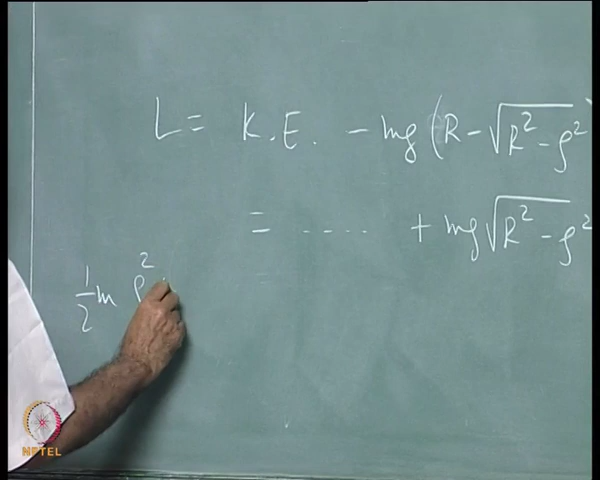 L = K.E. - mg(R - √R² - ρ²
= .... + mg√R² - ρ²
1/2 m ρ²
NPTEL